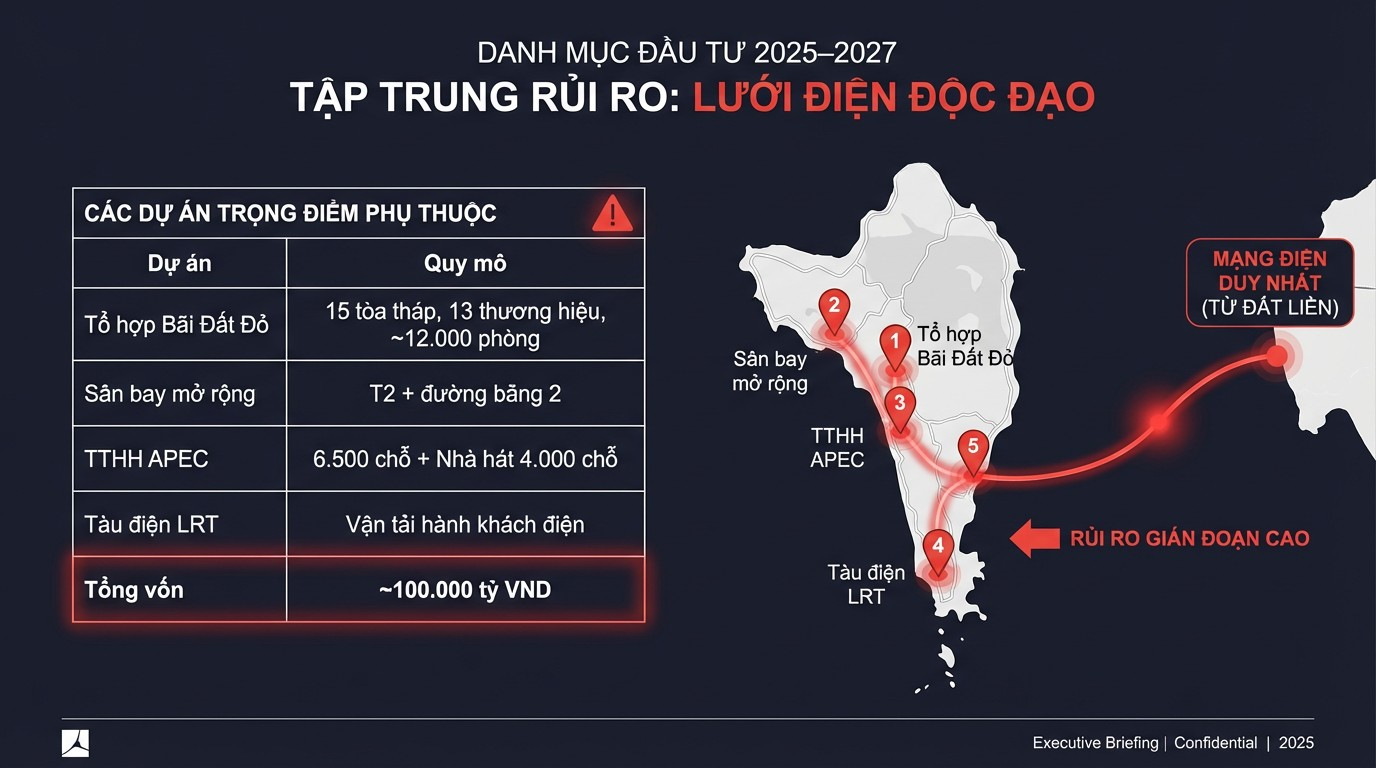 DANH MỤC ĐẦU TƯ 2025–2027
TẬP TRUNG RỦI RO: LƯỚI ĐIỆN ĐỘC ĐẠO
CÁC DỰ ÁN TRỌNG ĐIỂM PHỤ THUỘC
Dự án
Quy mô
Tổ hợp Bãi Đất Đỏ
15 tòa tháp, 13 thương hiệu,
~12.000 phòng
Sân bay mở rộng
T2 + đường băng 2
TTHH APEC
6.500 chỗ + Nhà hát 4.000 chỗ
Tàu điện LRT
Vận tải hành khách điện
Tổng vốn
~100.000 tỷ VND
2
Sân bay
mở rộng
1
Tổ hợp
Bãi Đất Đỏ
3
TTHH
APEC
5
4
Tàu điện
LRT
MẠNG ĐIỆN
DUY NHẤT
(TỪ ĐẤT LIỀN)
RỦI RO GIÁN ĐOẠN CAO
Executive Briefing | Confidential | 2025